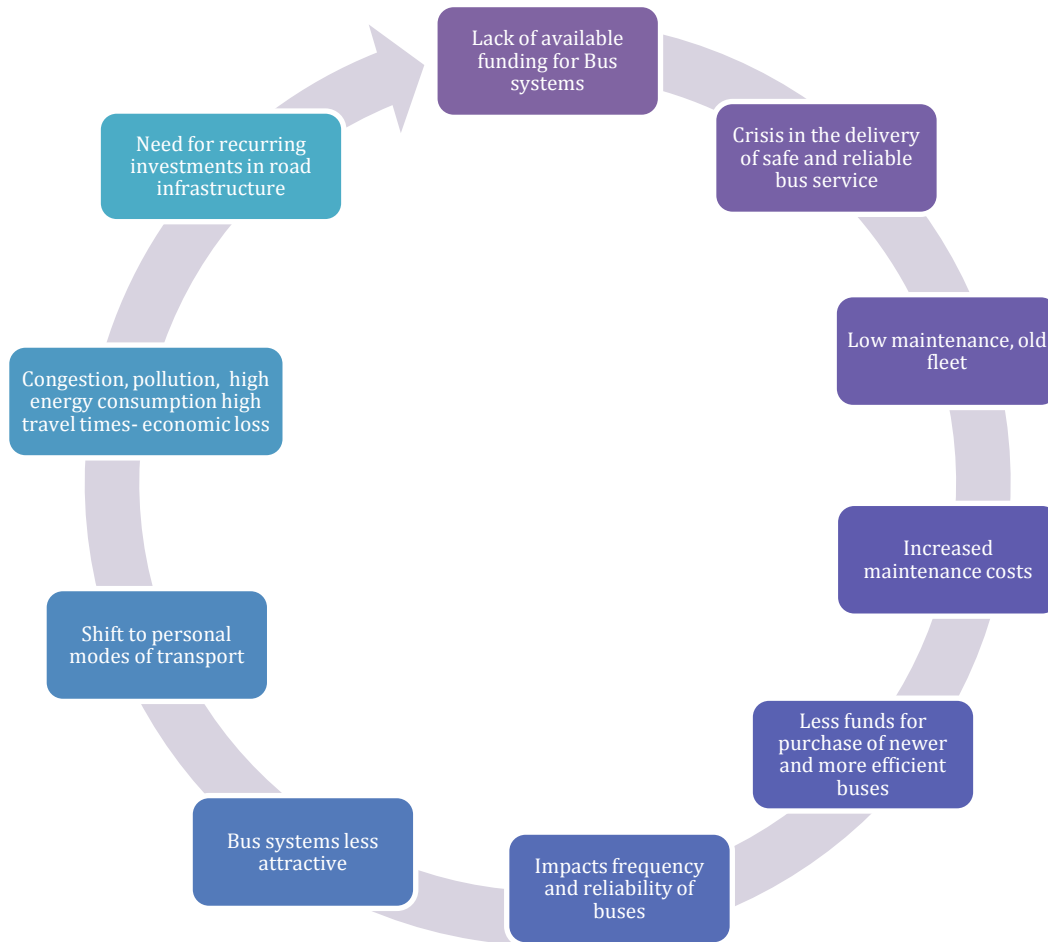 Lack of available
funding for Bus
systems
Crisis in the delivery
of safe and reliable
bus service
Low maintenance, old
fleet
Increased
maintenance costs
Less funds for
purchase of newer
and more efficient
buses
Impacts frequency
and reliability of
buses
Bus systems less
attractive
Shift to personal
modes of transport
Congestion, pollution,  high
energy consumption high
travel times- economic loss
Need for recurring
investments in road
infrastructure